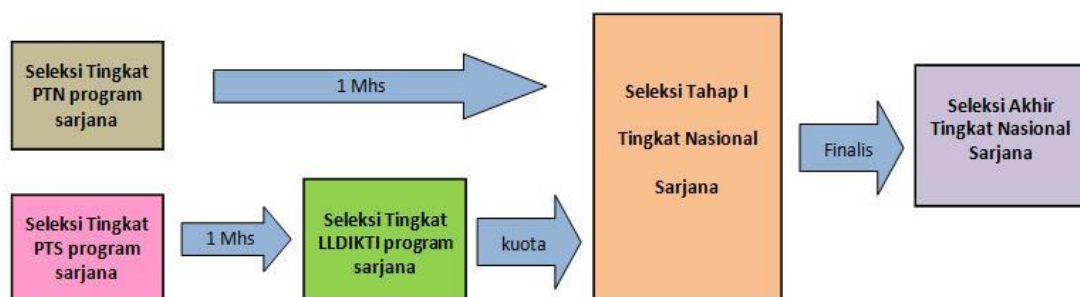 Seleksi Tingkat
PTN program
sarjana
1 Mhs
Seleksi Tingkat
PTS program
sarjana
1 Mhs
Seleksi Tingkat
LLDIKTI program
sarjana
kuota
Seleksi Tahap I
Tingkat Nasional
Sarjana
Finalis
Seleksi Akhir
Tingkat Nasional
Sarjana